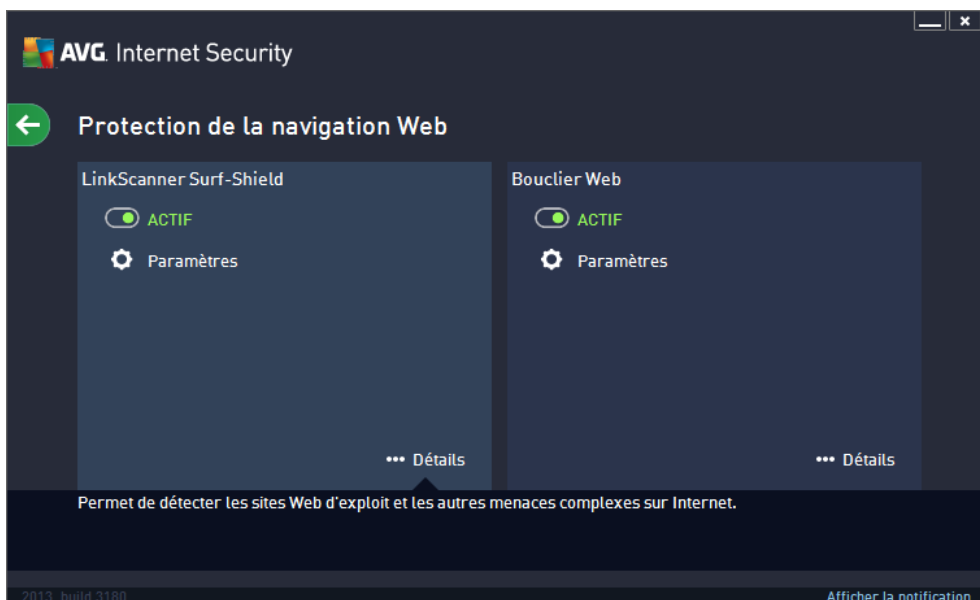 AVG. Internet Security
Protection de la navigation Web
LinkScanner Surf-Shield
ACTIF
Paramètres
••• Détails
Bouclier Web
ACTIF
Paramètres
••• Détails
Permet de détecter les sites Web d'exploit et les autres menaces complexes sur Internet.
2013 build 3180
Afficher la notification